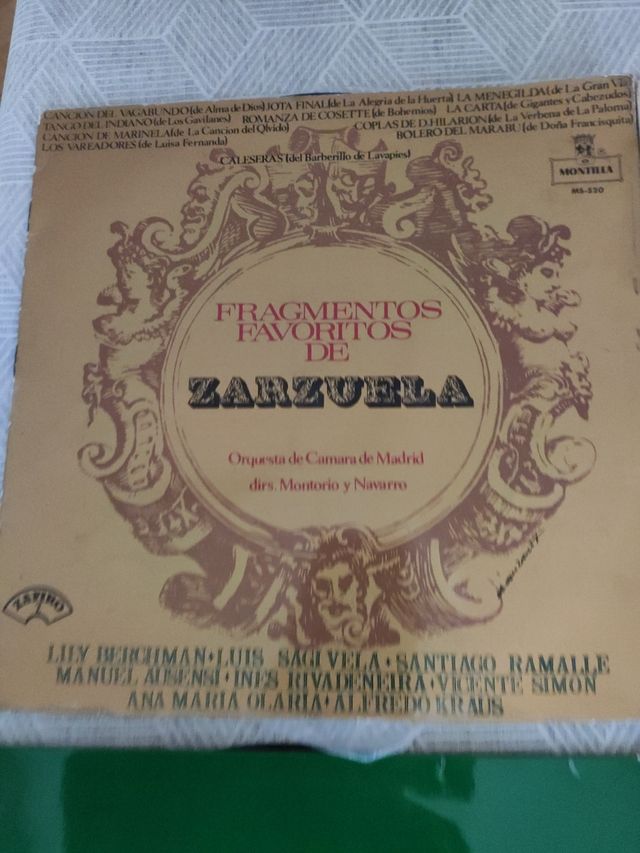 CANCION DEL VAGABUNDO (de Alma de Dios) JOTA FINAL (de La Alegria de la Huerta) LA MENEGILDA (de La Gran Via
TANGO DEL INDIANO (de Los Gavilanes) ROMANZA DE COSETTE (de Bohemios) LA CARTA (de Gigantes y Cabezudos)
CANCION DE MARINELA (de La Cancion del Olvido) COPLAS DE D. HILARION (de La Verbena de La Paloma)
LOS VAREADORES (de Luisa Fernanda) BOLERO DEL MARABU (de Doña Francisquita)
CALESERAS (del Barberillo de Lavapies)
MONTILLA
MS-520
FRAGMENTOS
FAVORITOS
DE
ZARZUELA
Orquesta de Camara de Madrid
dirs. Montorio y Navarro
ZAFIRO
LILY BERCHMAN · LUIS SAGI VELA · SANTIAGO RAMALLE
MANUEL AUSENSI · INES RIVADENEIRA · VICENTE SIMON
ANA MARIA OLARIA · ALFREDO KRAUS